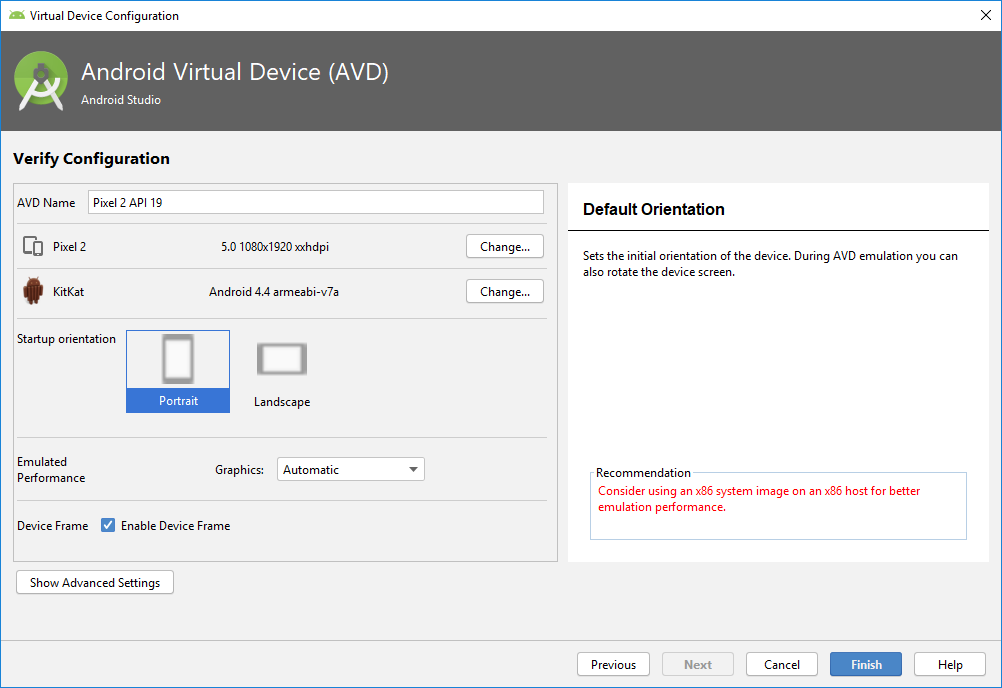 Virtual Device Configuration
Android Virtual Device (AVD)
Android Studio
Verify Configuration
AVD Name Pixel 2 API 19
Pixel 2 5.0 1080x1920 xxhdpi Change...
KitKat Android 4.4 armeabi-v7a Change...
Startup orientation
Portrait
Landscape
Emulated
Performance
Graphics: Automatic
Device Frame Enable Device Frame
Show Advanced Settings
Default Orientation
Sets the initial orientation of the device. During AVD emulation you can
also rotate the device screen.
Recommendation
Consider using an x86 system image on an x86 host for better
emulation performance.
Previous Next Cancel Finish Help